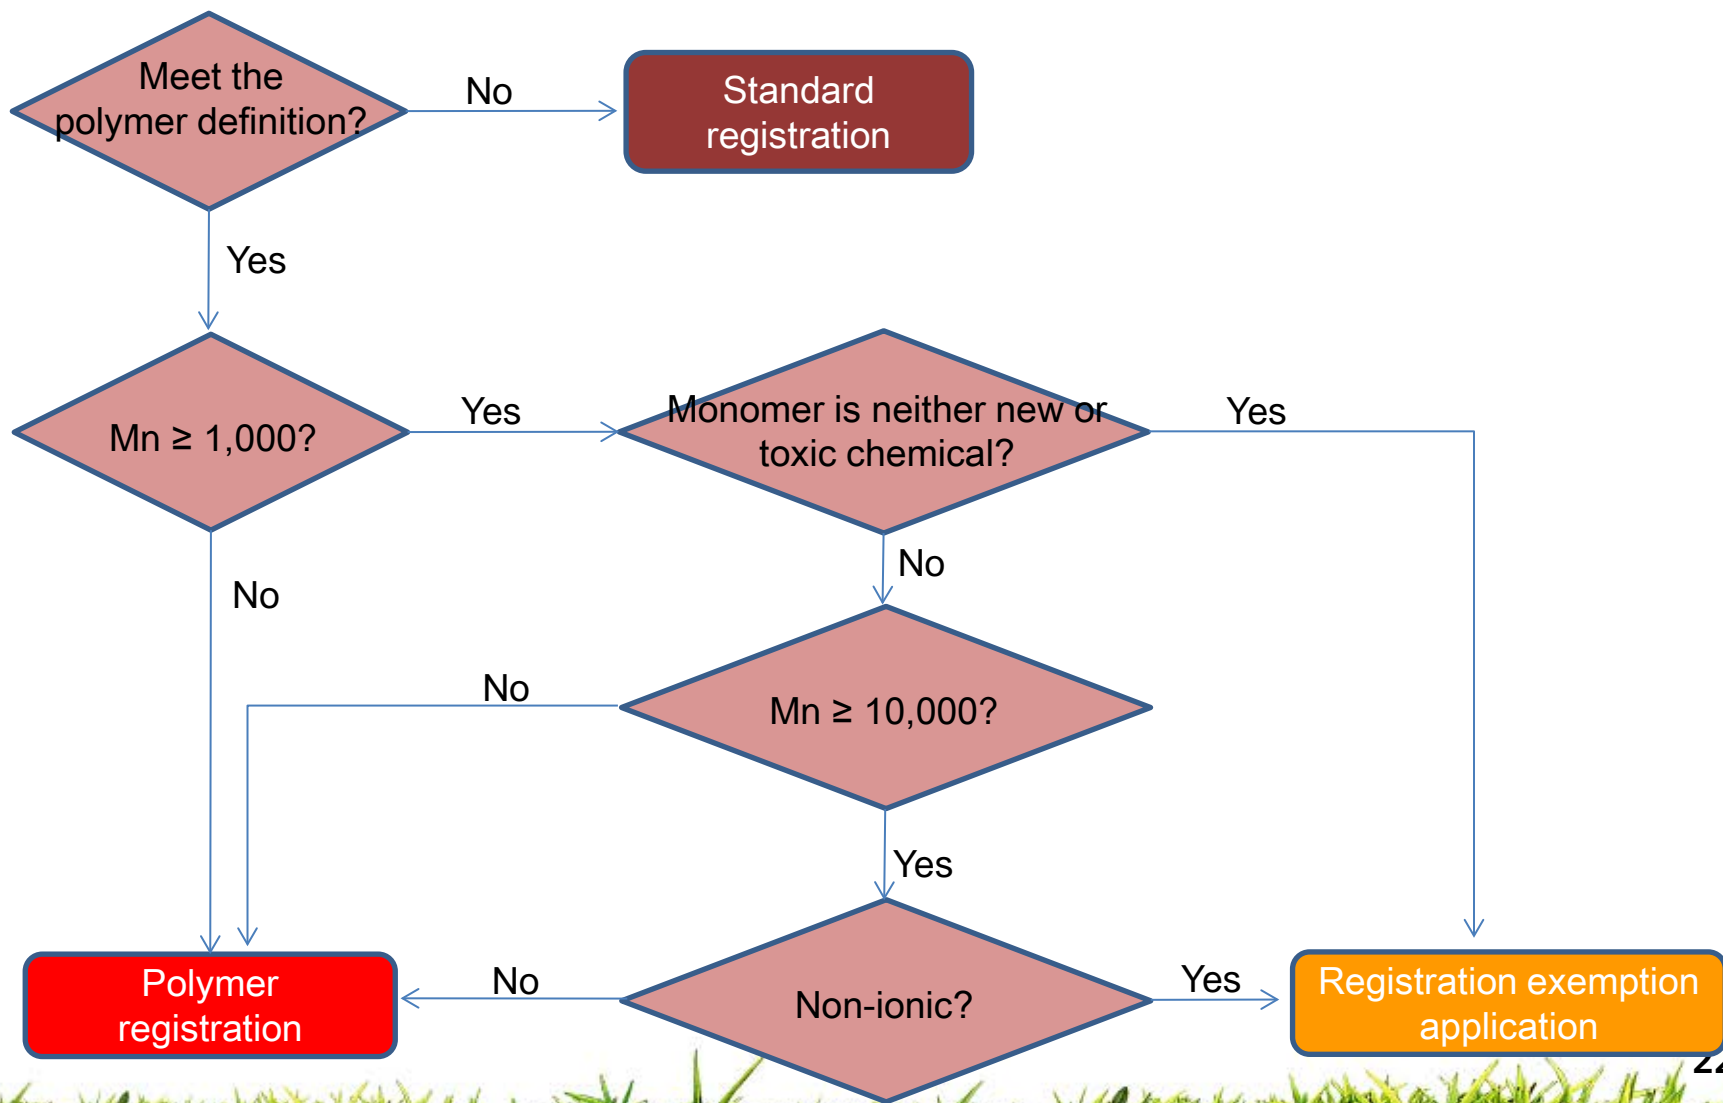 Meet the
polymer definition?
No
Standard
registration
Yes
Mn ≥ 1,000?
Yes
Monomer is neither new or
toxic chemical?
Yes
No
No
No
Mn ≥ 10,000?
Yes
Polymer
registration
No
Non-ionic?
Yes
Registration exemption
application
22